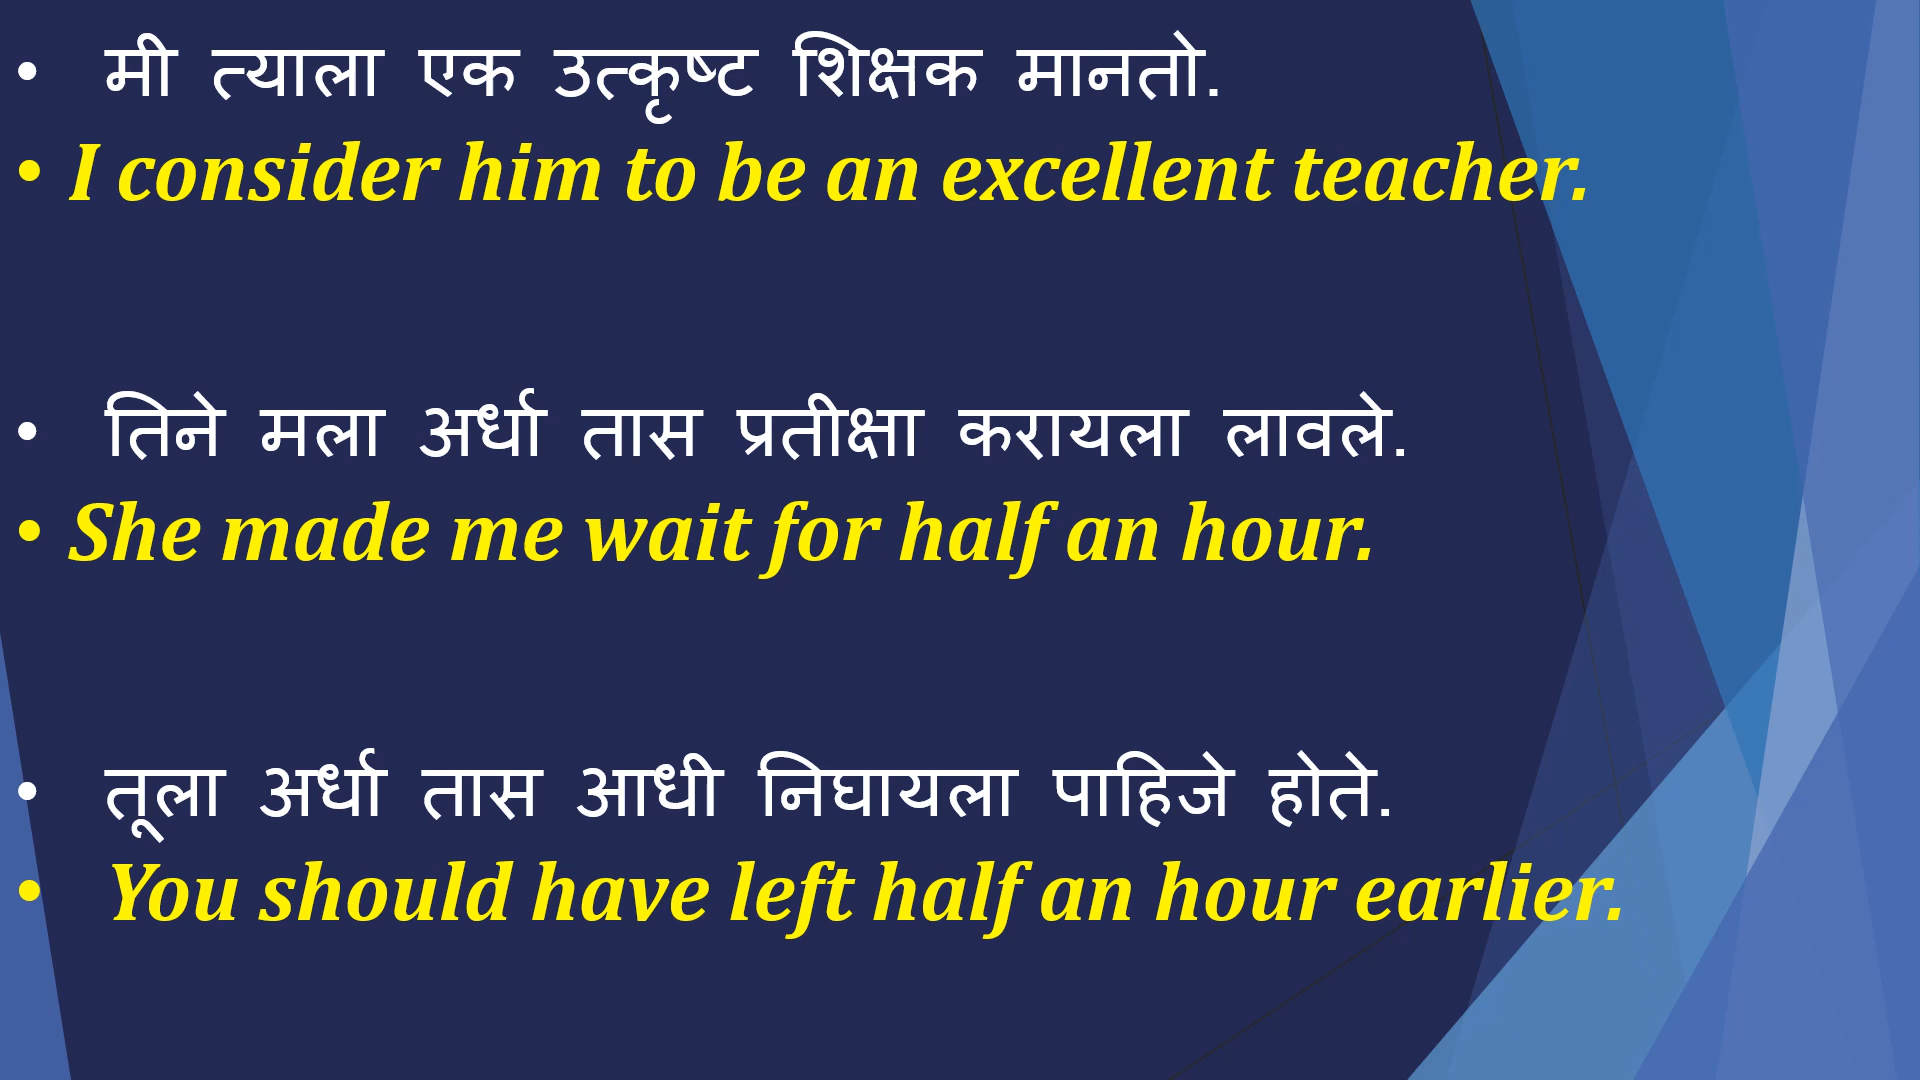 • मी त्याला एक उत्कृष्ट शिक्षक मानतो.
• I consider him to be an excellent teacher.
• तिने मला अर्धा तास प्रतीक्षा करायला लावले.
• She made me wait for half an hour.
• तूला अर्धा तास आधी निघायला पाहिजे होते.
• You should have left half an hour earlier.